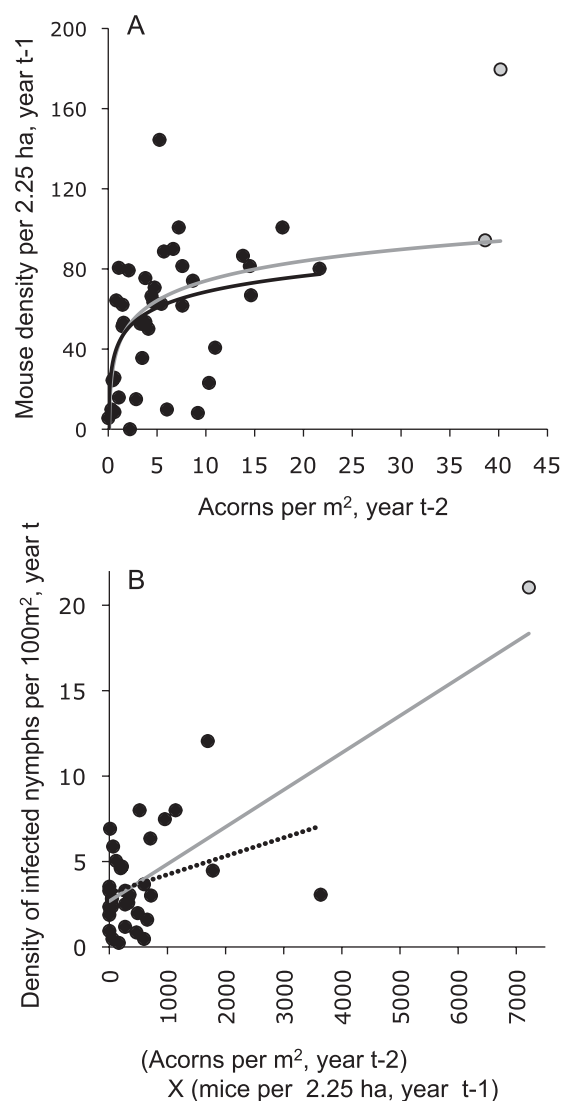 A
Mouse density per 2.25 ha, year t-1
200
160
120
80
40
0
0 5 10 15 20 25 30 35 40 45
Acorns per m², year t-2
B
Density of infected nymphs per 100m², year t
20
15
10
5
0
0 1000 2000 3000 4000 5000 6000 7000
(Acorns per m², year t-2)
X (mice per 2.25 ha, year t-1)